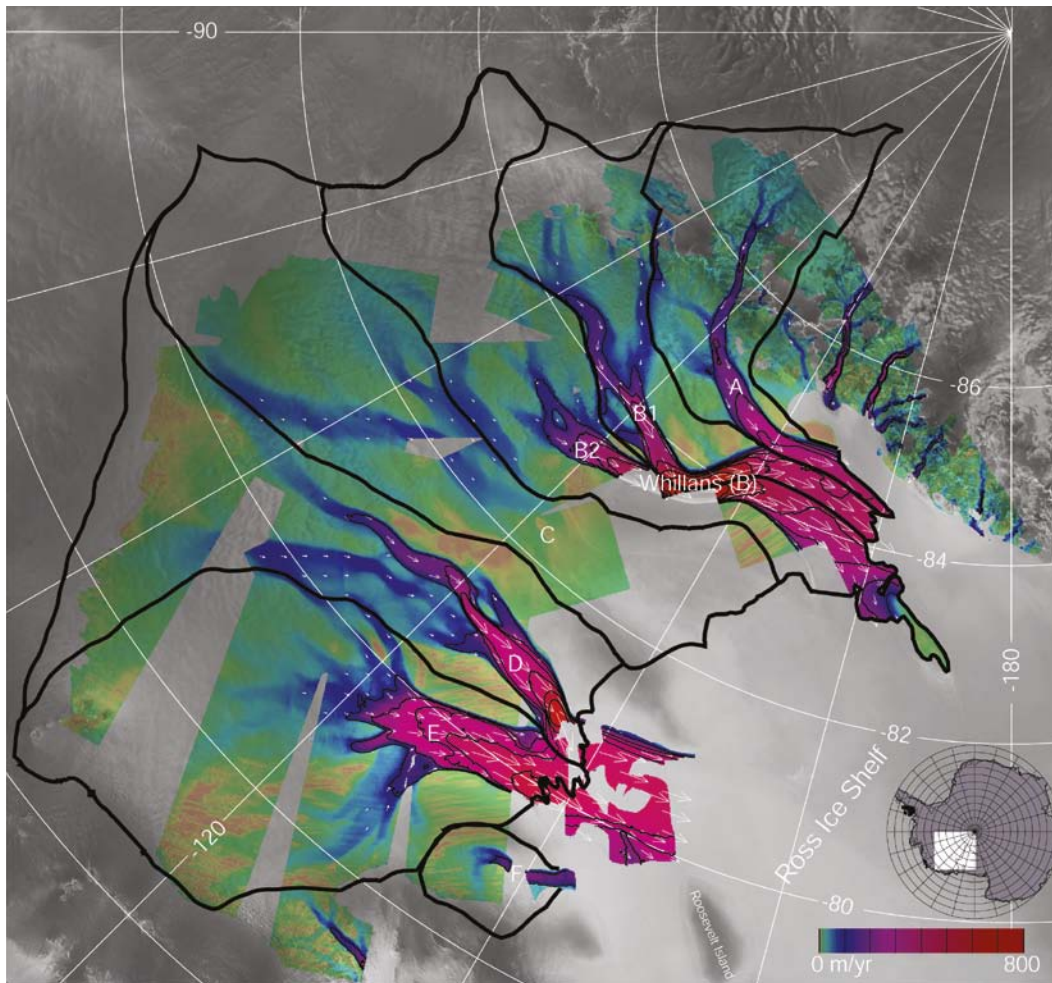 -90
-86
A
B1
B2
Whillans (B)
C
-84
-180
D
E
-82
Ross Ice Shelf
-120
F
-80
Roosevelt Island
0 m/yr 800